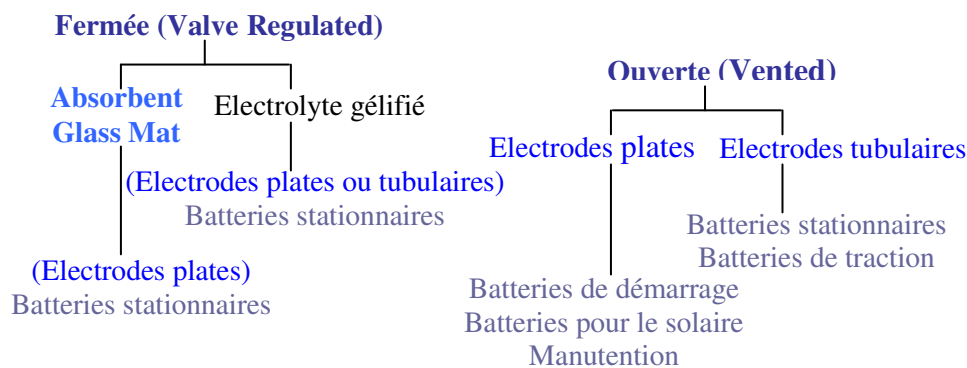 Fermée (Valve Regulated)
Absorbent
Glass Mat
Electrolyte gélifié
(Electrodes plates ou tubulaires)
Batteries stationnaires
(Electrodes plates)
Batteries stationnaires
Ouverte (Vented)
Electrodes plates
Electrodes tubulaires
Batteries stationnaires
Batteries de traction
Batteries de démarrage
Batteries pour le solaire
Manutention